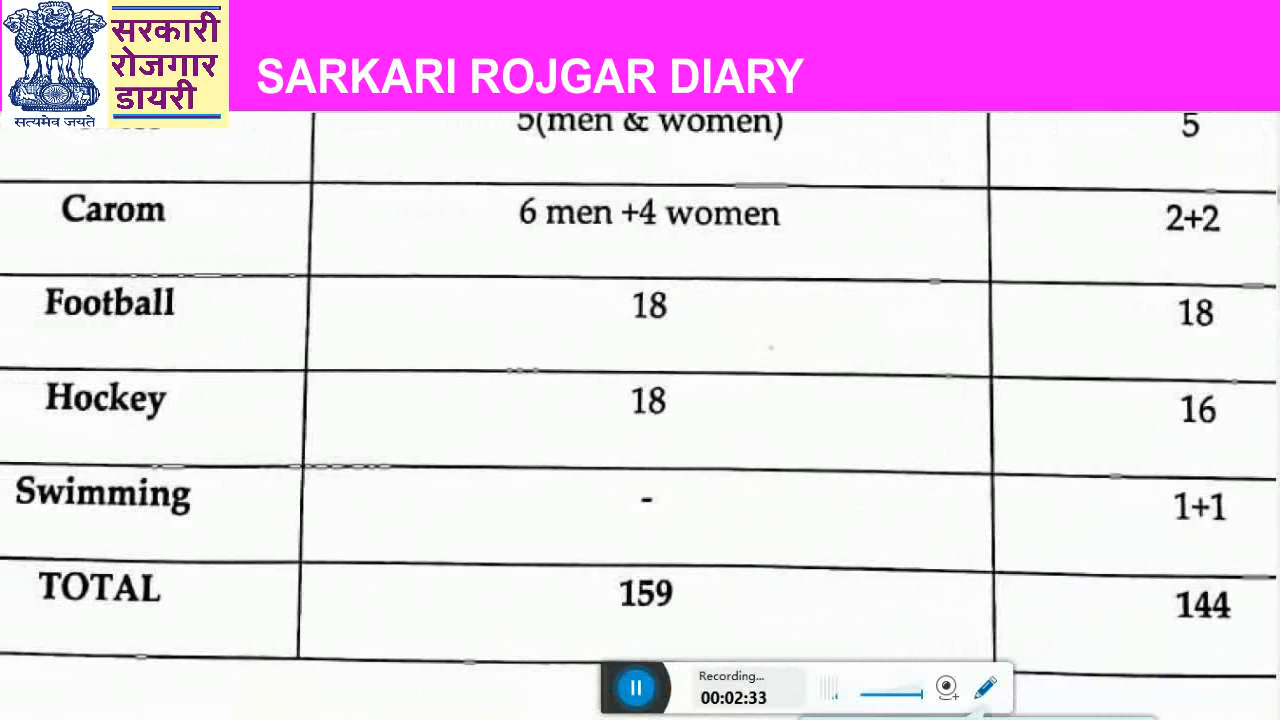 सरकारी
रोजगार
डायरी
सत्यमेव जयते
SARKARI ROJGAR DIARY
5(men & women) 5
Carom 6 men +4 women 2+2
Football 18 18
Hockey 18 16
Swimming - 1+1
TOTAL 159 144
Recording...
00:02:33